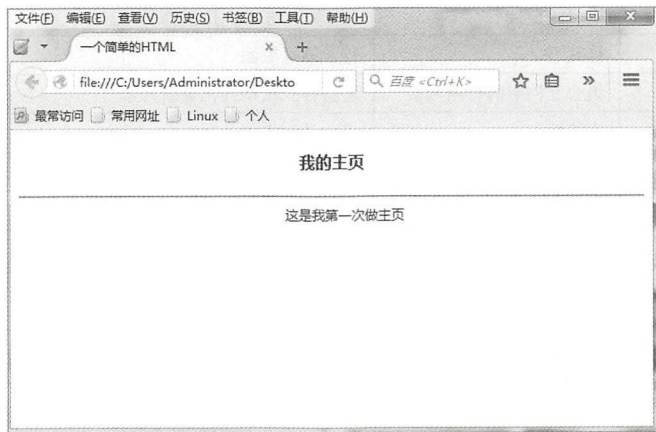 文件(F) 编辑(E) 查看(V) 历史(S) 书签(B) 工具(T) 帮助(H)
一个简单的HTML
file:///C:/Users/Administrator/Deskto
百度 <Ctrl+K>
最常访问 常用网址 Linux 个人
我的主页
这是我第一次做主页